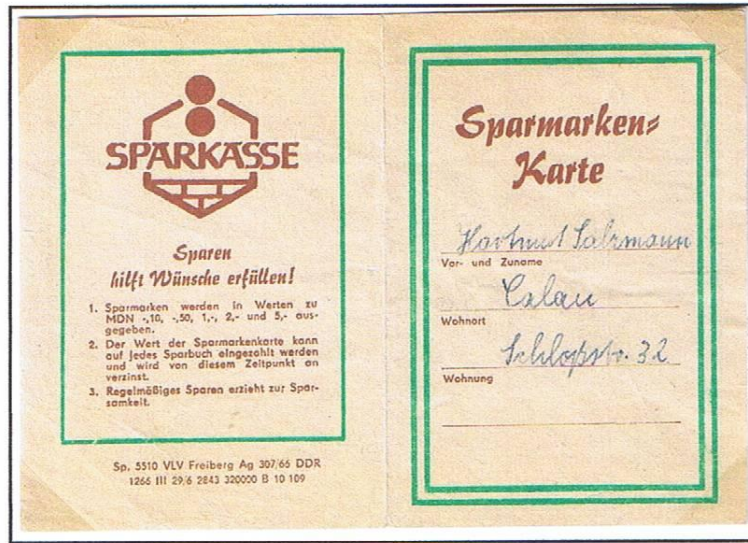 SPARKASSE
Sparen
hilft Wünsche erfüllen!
1. Sparmarken werden in Werten zu
MDN -,10, -,50, 1,-, 2,- und 5,- aus-
gegeben.
2. Der Wert der Sparmarkenkarte kann
auf jedes Sparbuch eingezahlt werden
und wird von diesem Zeitpunkt an
verzinst.
3. Regelmäßiges Sparen erzieht zur Spar-
samkeit.
Sp. 5510 VLV Freiberg Ag 307/66 DDR
1266 III 29/6 2843 320000 B 10 109
Sparmarken-
Karte
Hartmut Salzmann
Vor- und Zuname
Calau
Wohnort
Schloßstr. 32
Wohnung